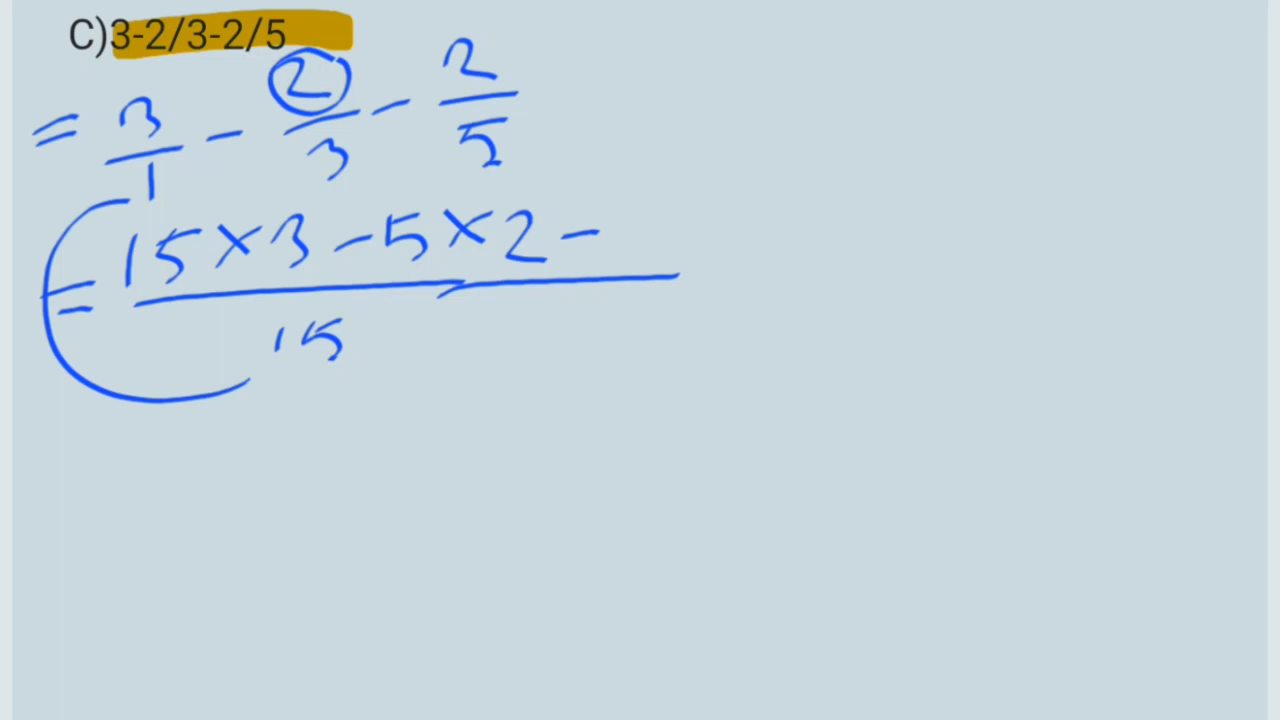 C)3-2/3-2/5
= 3/1 - 2/3 - 2/5
= 15×3-5×2- / 15